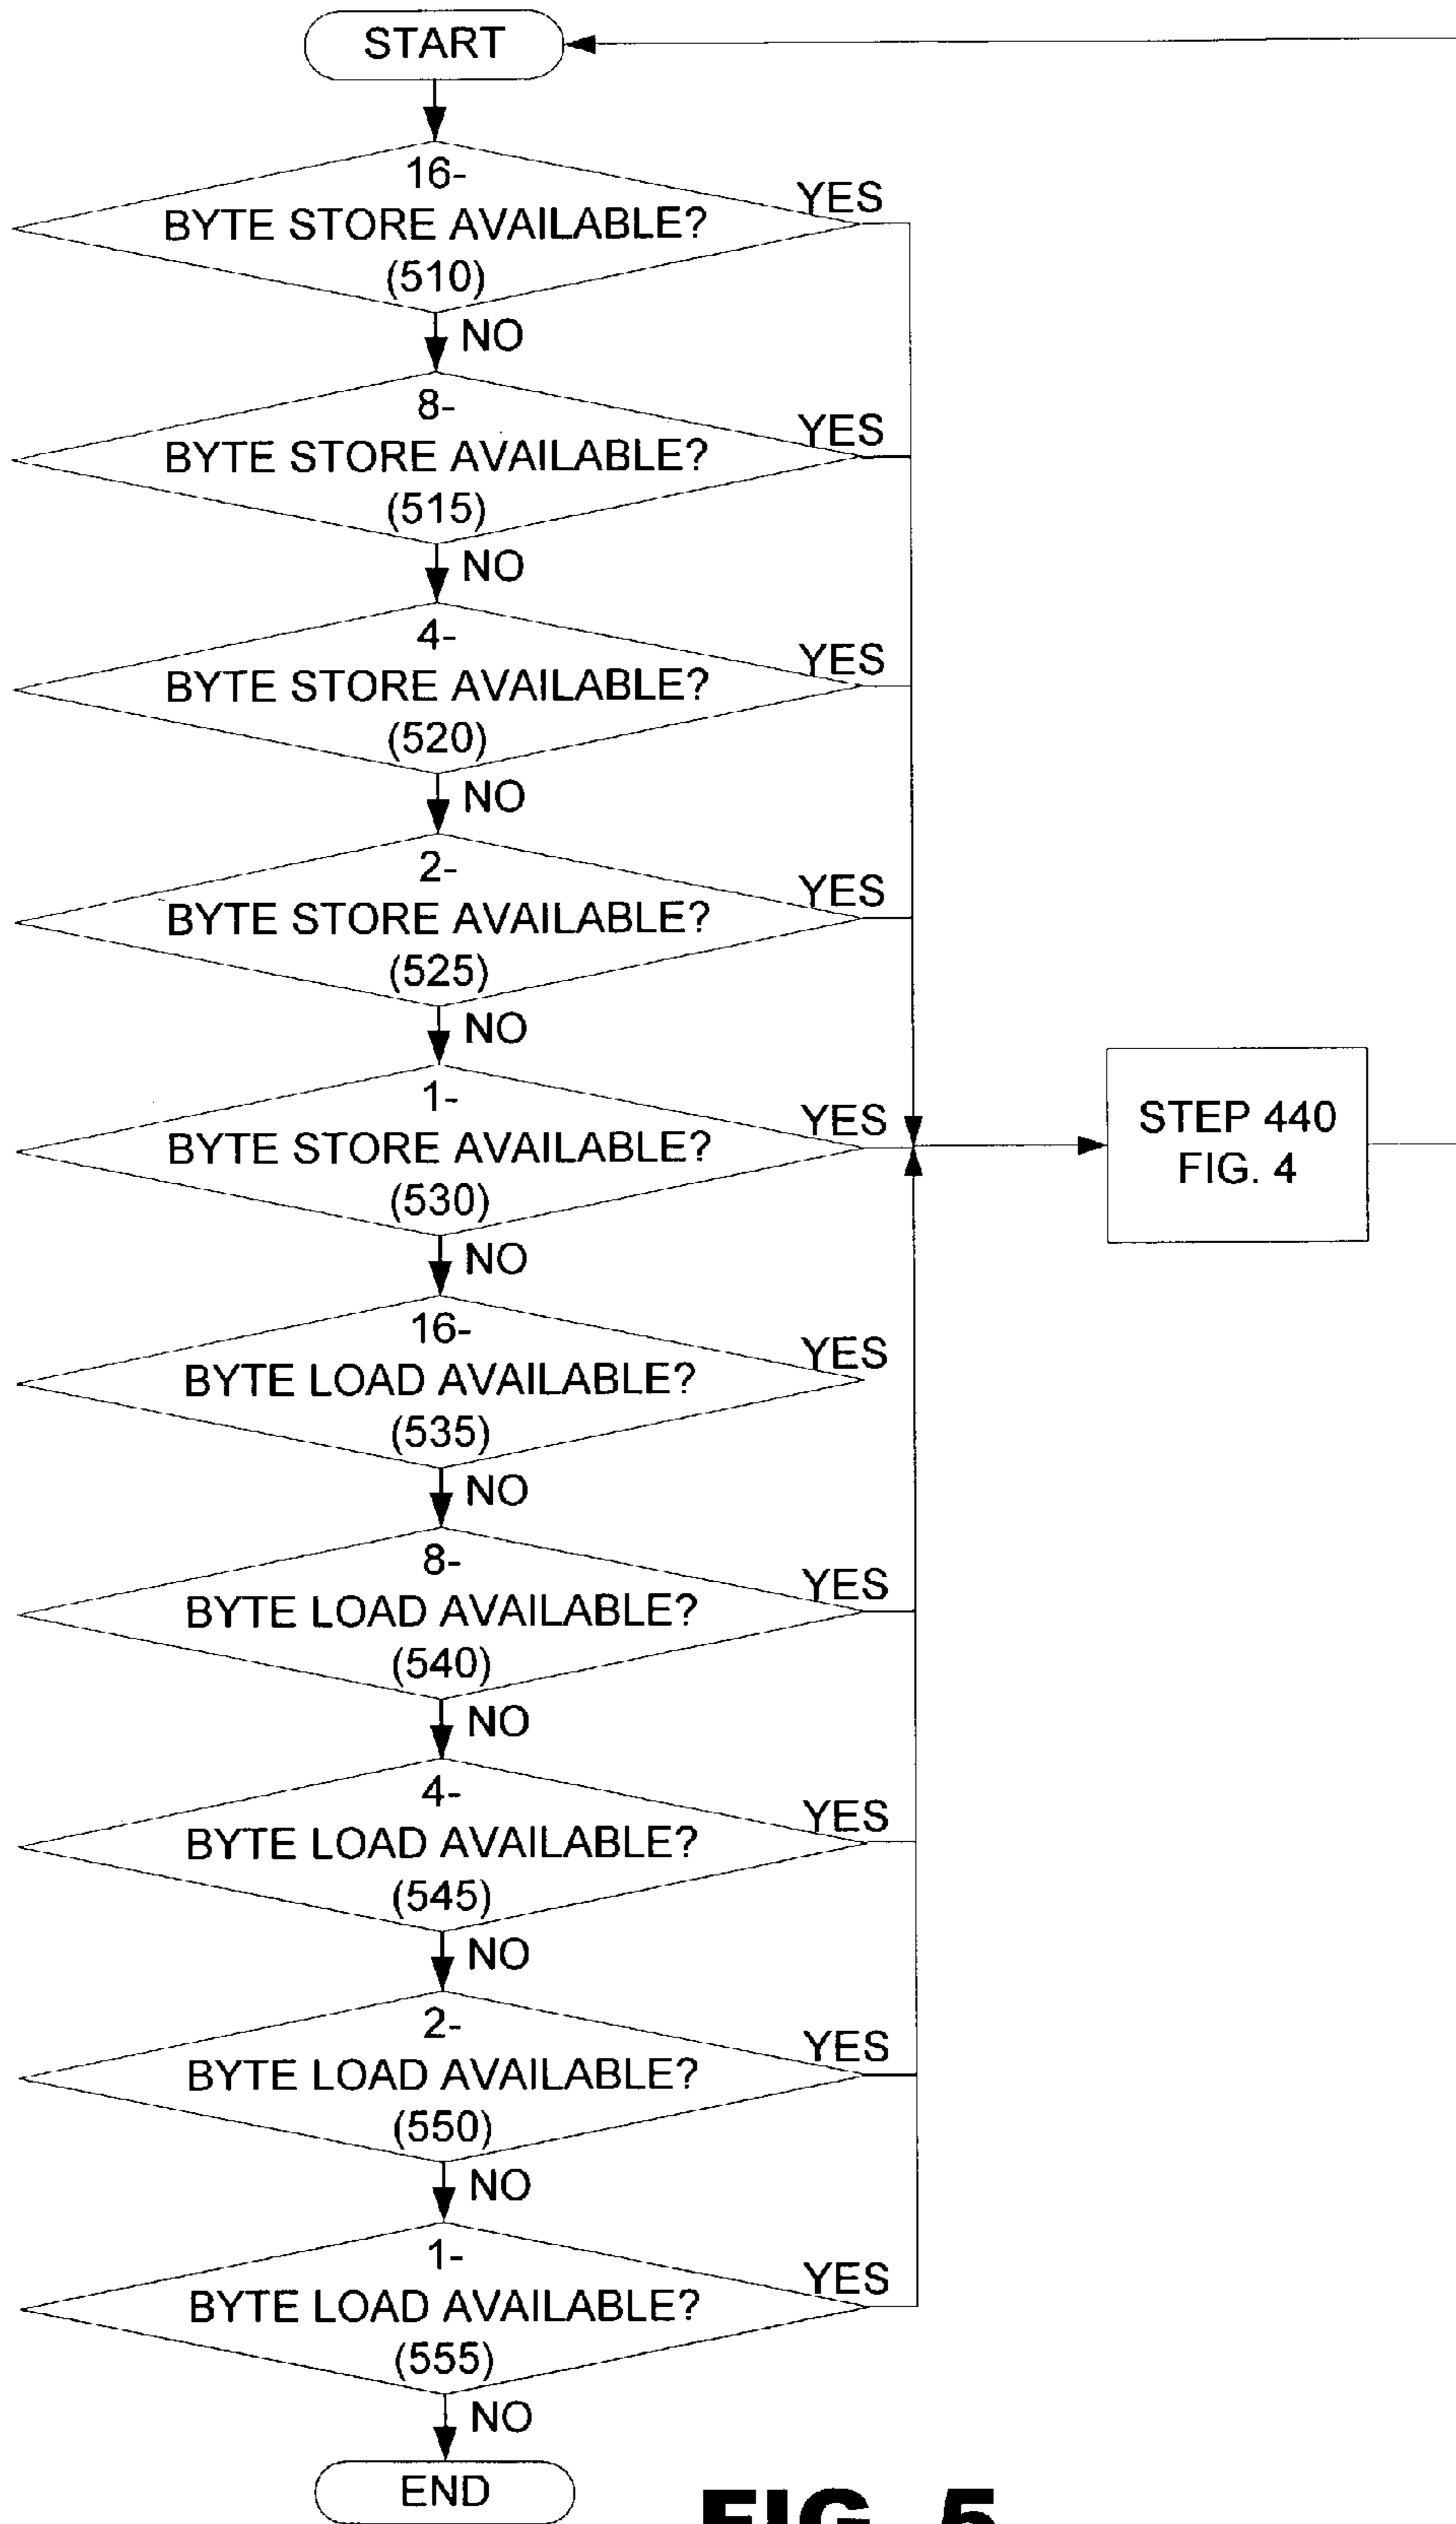 START
16-
BYTE STORE AVAILABLE?
(510)
YES
NO
8-
BYTE STORE AVAILABLE?
(515)
YES
NO
4-
BYTE STORE AVAILABLE?
(520)
YES
NO
2-
BYTE STORE AVAILABLE?
(525)
YES
NO
1-
BYTE STORE AVAILABLE?
(530)
YES
STEP 440
FIG. 4
NO
16-
BYTE LOAD AVAILABLE?
(535)
YES
NO
8-
BYTE LOAD AVAILABLE?
(540)
YES
NO
4-
BYTE LOAD AVAILABLE?
(545)
YES
NO
2-
BYTE LOAD AVAILABLE?
(550)
YES
NO
1-
BYTE LOAD AVAILABLE?
(555)
YES
NO
END
FIG. 5